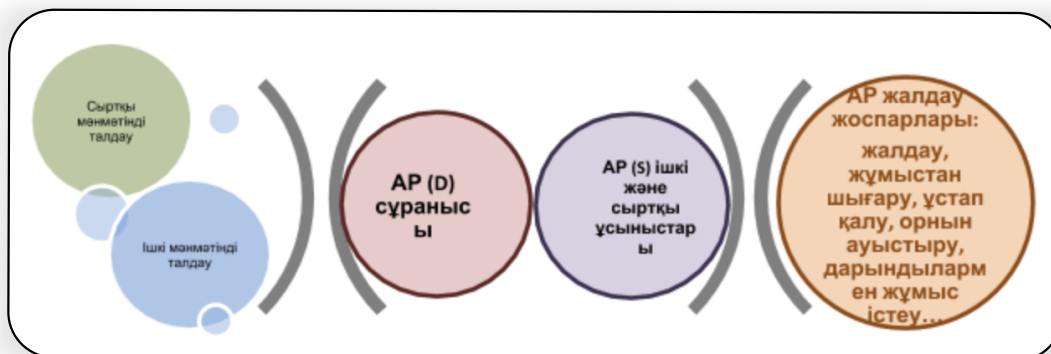 Сыртқы
мәнмәтінді
талдау
Ішкі мәнмәтінді
талдау
АР (D)
сұраныс
ы
АР (S) ішкі
және
сыртқы
ұсыныстар
ы
АР жалдау
жоспарлары:
жалдау,
жұмыстан
шығару, ұстап
қалу, орнын
ауыстыру,
дарындыларм
ен жұмыс
істеу...